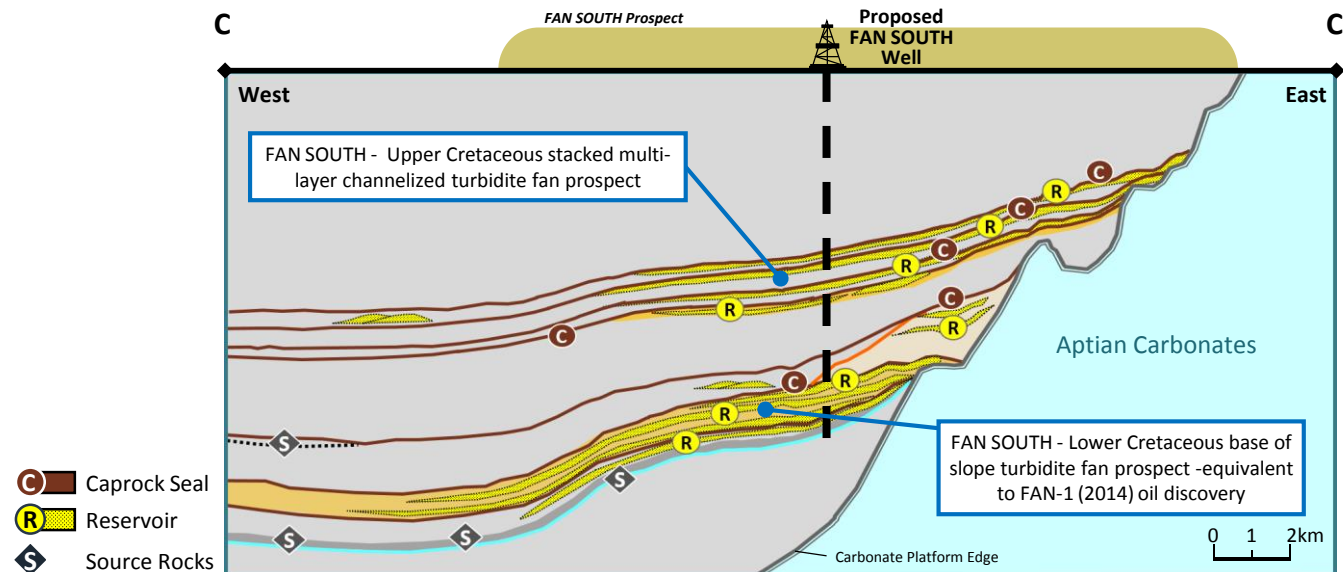 C
FAN SOUTH Prospect
Proposed
FAN SOUTH
Well
C
West
East
FAN SOUTH - Upper Cretaceous stacked multi-
layer channelized turbidite fan prospect
C
R
C
R
C
R
R
C
C
R
Aptian Carbonates
C
R
R
R
S
FAN SOUTH - Lower Cretaceous base of
slope turbidite fan prospect -equivalent
to FAN-1 (2014) oil discovery
S
S
S
C Caprock Seal
R Reservoir
S Source Rocks
Carbonate Platform Edge
0 1 2km